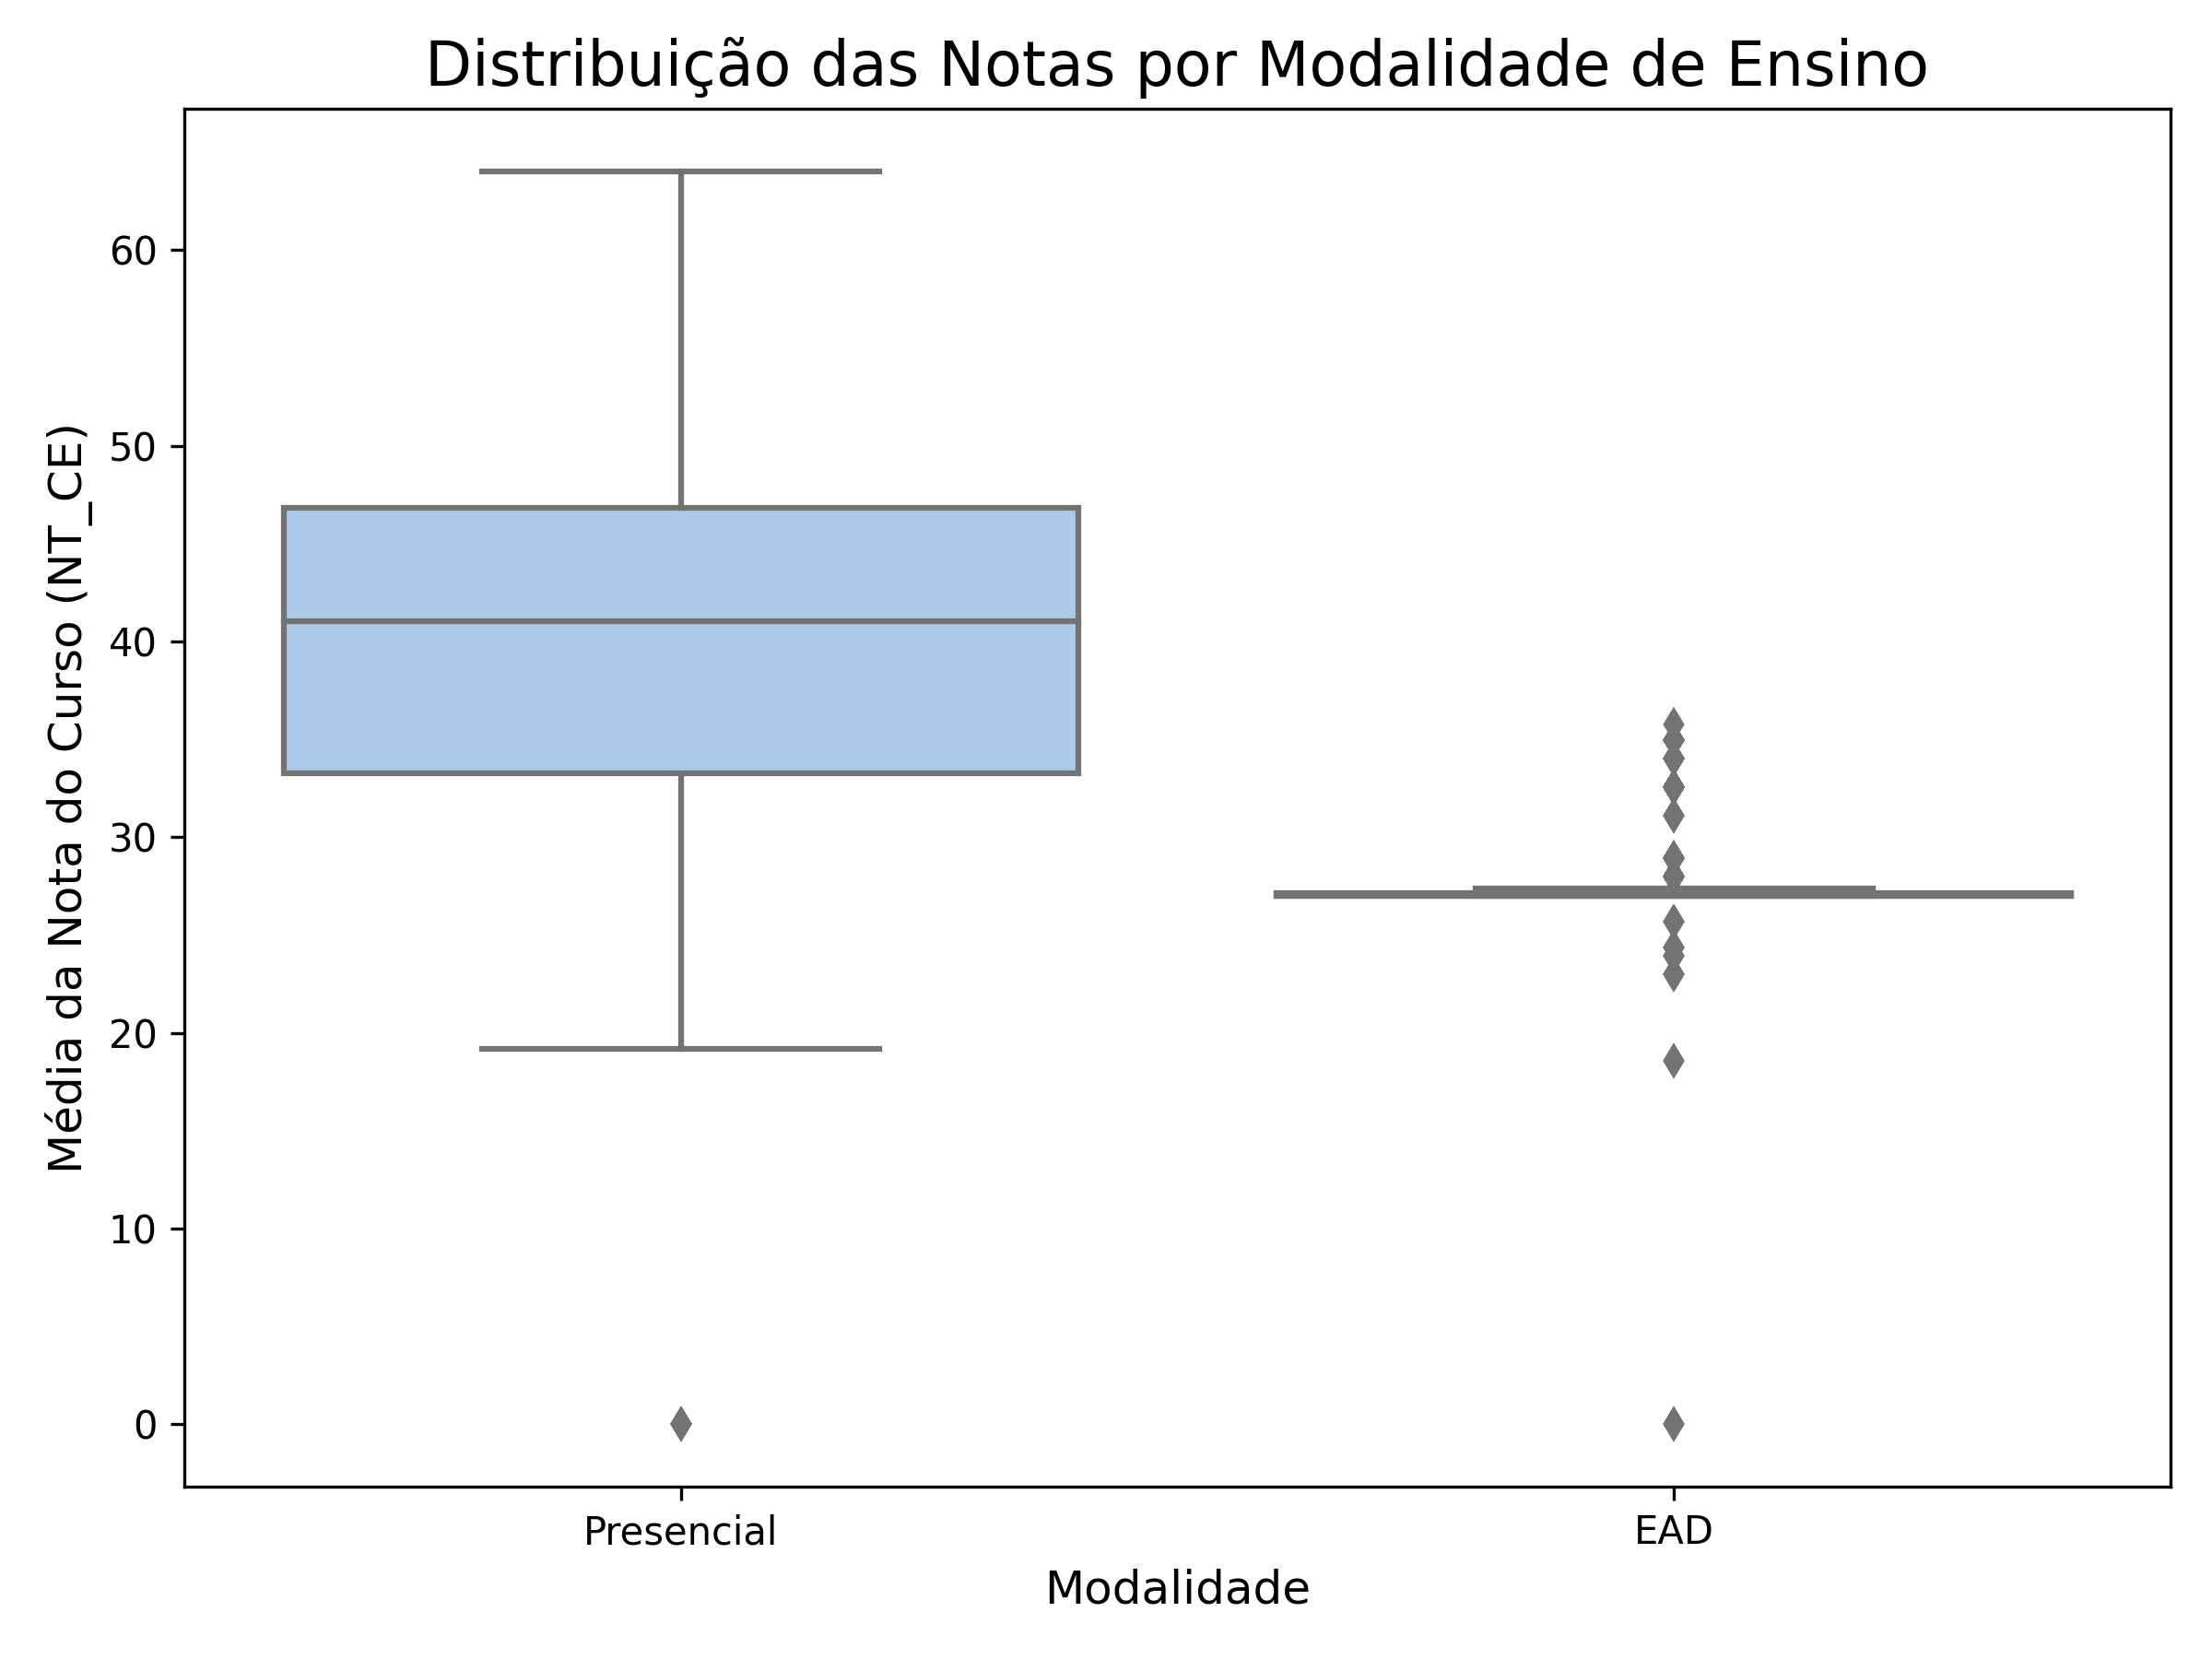 Distribuição das Notas por Modalidade de Ensino
Média da Nota do Curso (NT_CE)
60
50
40
30
20
10
0
Presencial
EAD
Modalidade